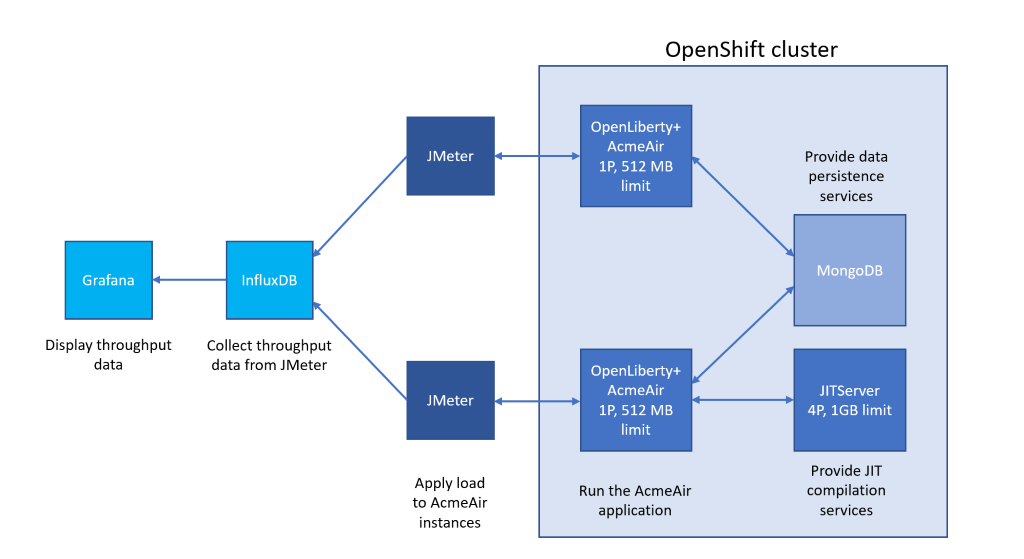 OpenShift cluster
JMeter
OpenLiberty+
AcmeAir
1P, 512 MB
limit
Provide data
persistence
services
MongoDB
Grafana
InfluxDB
Display throughput
data
Collect throughput
data from JMeter
JMeter
OpenLiberty+
AcmeAir
1P, 512 MB
limit
JITServer
4P, 1GB limit
Apply load
to AcmeAir
instances
Run the AcmeAir
application
Provide JIT
compilation
services